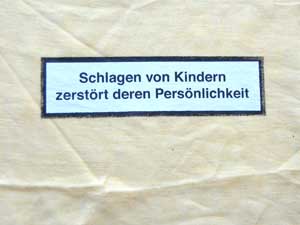 Schlagen von Kindern
zerstört deren Persönlichkeit